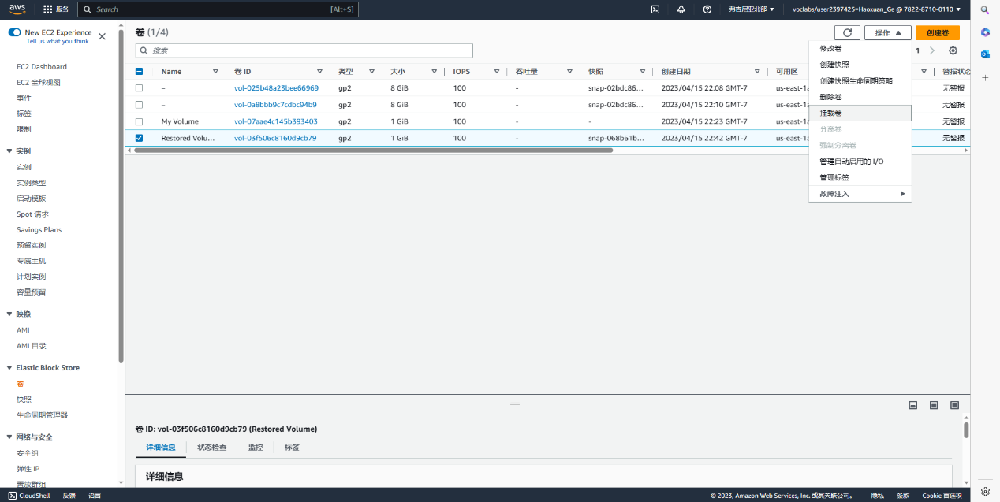 aws
服务
Search
[Alt+S]
弗吉尼亚北部
voclabs/user2397425=Haoxuan_Ge @ 7822-8710-0110
New EC2 Experience
Tell us what you think
EC2 Dashboard
EC2 全球视图
事件
标签
限制
实例
实例
实例类型
启动模板
Spot 请求
Savings Plans
预留实例
专属主机
计划实例
容量预留
映像
AMI
AMI 目录
Elastic Block Store
卷
快照
生命周期管理器
网络与安全
安全组
弹性 IP
置放群组
卷 (1/4)
操作
创建卷
搜索
1
Name 卷 ID 类型 大小 IOPS 吞吐量 快照 创建日期 可用区 警报状态
– vol-025b48a23bee66969 gp2 8 GiB 100 - snap-02bdc86... 2023/04/15 22:08 GMT-7 us-east-1a 无警报
– vol-0a8bbb9c7cdbc94b9 gp2 8 GiB 100 - snap-02bdc86... 2023/04/15 22:10 GMT-7 us-east-1a 无警报
My Volume vol-07aae4c145b393403 gp2 1 GiB 100 - - 2023/04/15 22:23 GMT-7 us-east-1a 无警报
Restored Volu... vol-03f506c8160d9cb79 gp2 1 GiB 100 - snap-068b61b... 2023/04/15 22:42 GMT-7 us-east-1a 无警报
修改卷
创建快照
创建快照生命周期策略
删除卷
挂载卷
分离卷
强制分离卷
管理自动启用的 I/O
管理标签
故障注入
卷 ID: vol-03f506c8160d9cb79 (Restored Volume)
详细信息
状态检查
监控
标签
详细信息
CloudShell
反馈
语言
© 2023, Amazon Web Services, Inc. 或其关联公司。
隐私
条款
Cookie 首选项